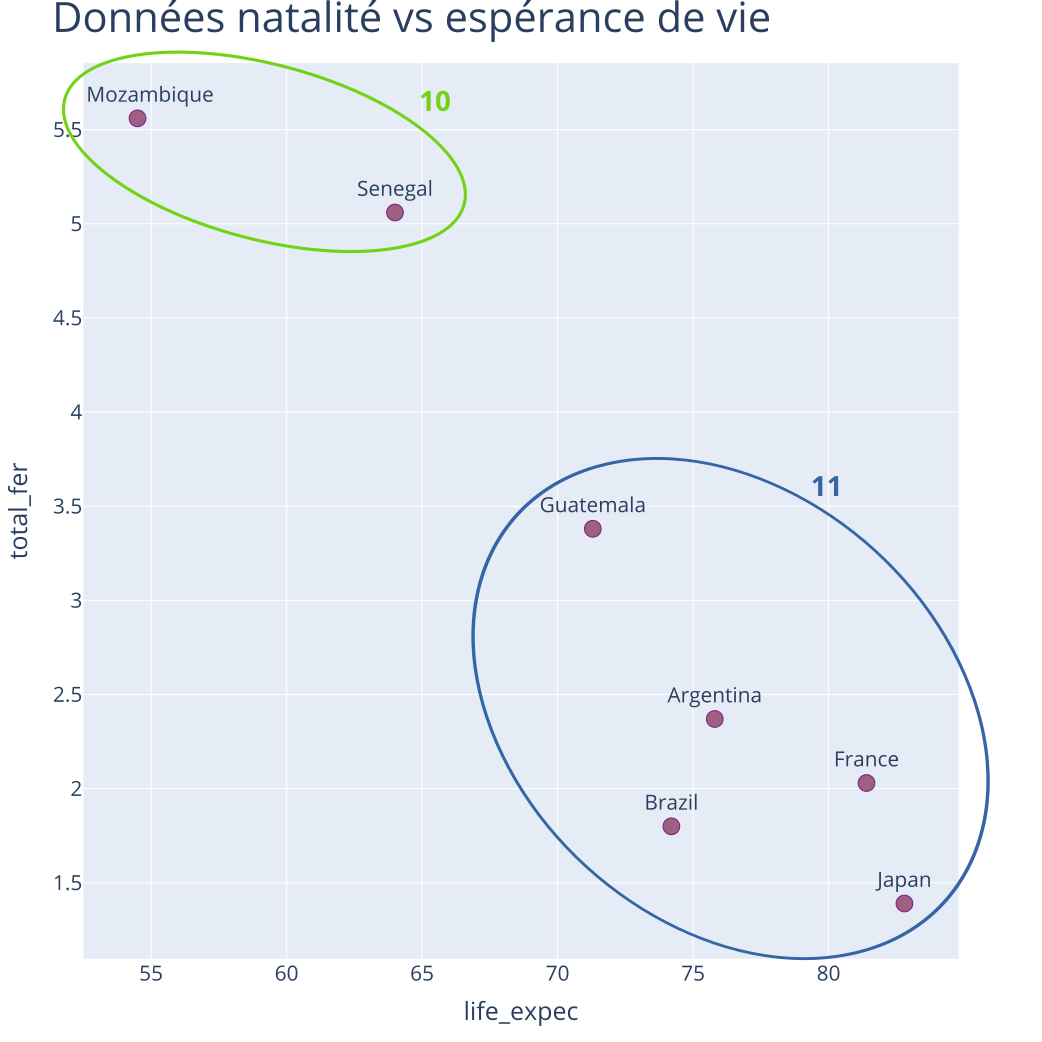 Données natalité vs espérance de vie
Mozambique
10
5.5
Senegal
5
4.5
4
total_fer
11
3.5
Guatemala
3
2.5
Argentina
France
2
Brazil
Japan
1.5
55 60 65 70 75 80
life_expec